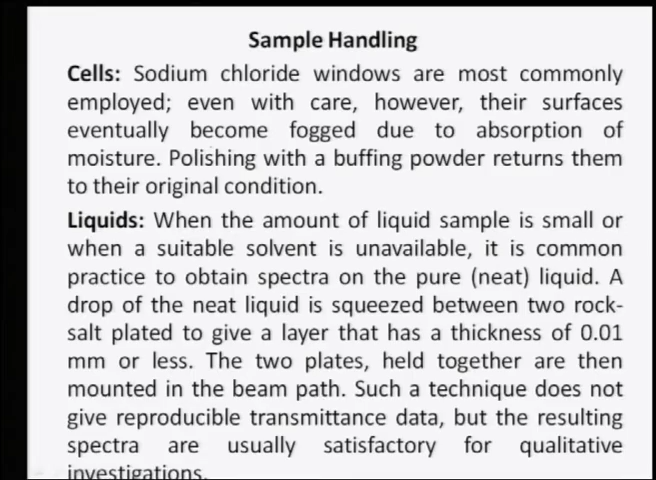 Sample Handling
Cells: Sodium chloride windows are most commonly
employed; even with care, however, their surfaces
eventually become fogged due to absorption of
moisture. Polishing with a buffing powder returns them
to their original condition.
Liquids: When the amount of liquid sample is small or
when a suitable solvent is unavailable, it is common
practice to obtain spectra on the pure (neat) liquid. A
drop of the neat liquid is squeezed between two rock-
salt plated to give a layer that has a thickness of 0.01
mm or less. The two plates, held together are then
mounted in the beam path. Such a technique does not
give reproducible transmittance data, but the resulting
spectra are usually satisfactory for qualitative
investigations.